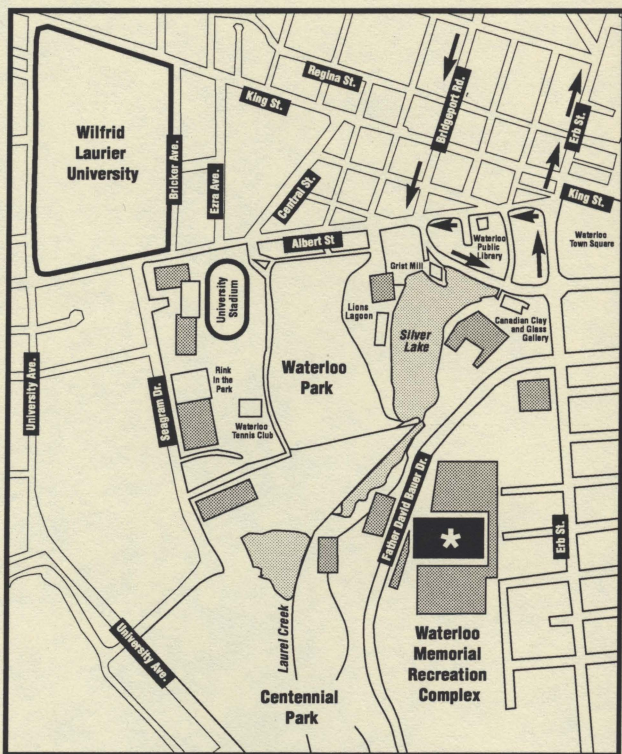 Regina St.
King St.
Bridgeport Rd.
Erb St.
Wilfrid
Laurier
University
Bricker Ave.
Ezra Ave.
Central St.
King St.
Albert St
Waterloo
Public
Library
Waterloo
Town Square
Grist Mill
University
Stadium
Lions
Lagoon
Silver
Lake
Canadian Clay
and Glass
Gallery
University Ave.
Seagram Dr.
Rink
In the
Park
Waterloo
Park
Waterloo
Tennis Club
Father David Bauer Dr.
*
Erb St.
University Ave.
Laurel Creek
Centennial
Park
Waterloo
Memorial
Recreation
Complex